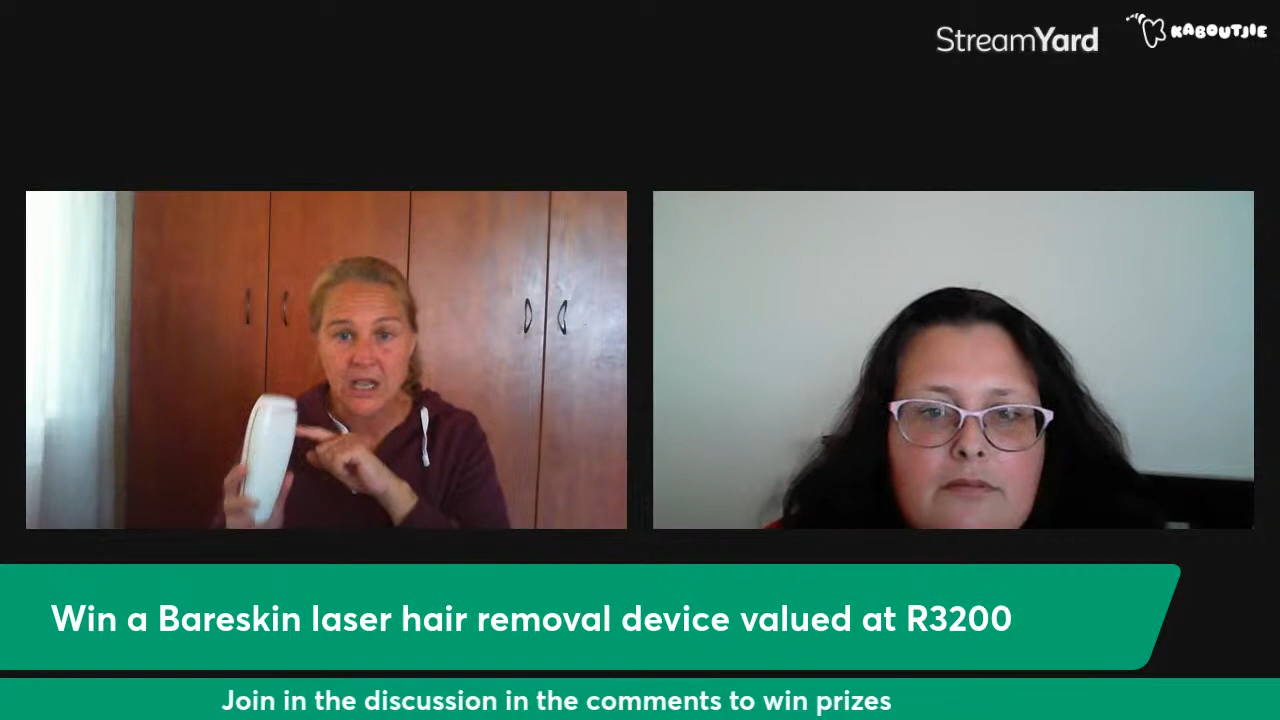 StreamYard
KABOUTJIE
Win a Bareskin laser hair removal device valued at R3200
Join in the discussion in the comments to win prizes